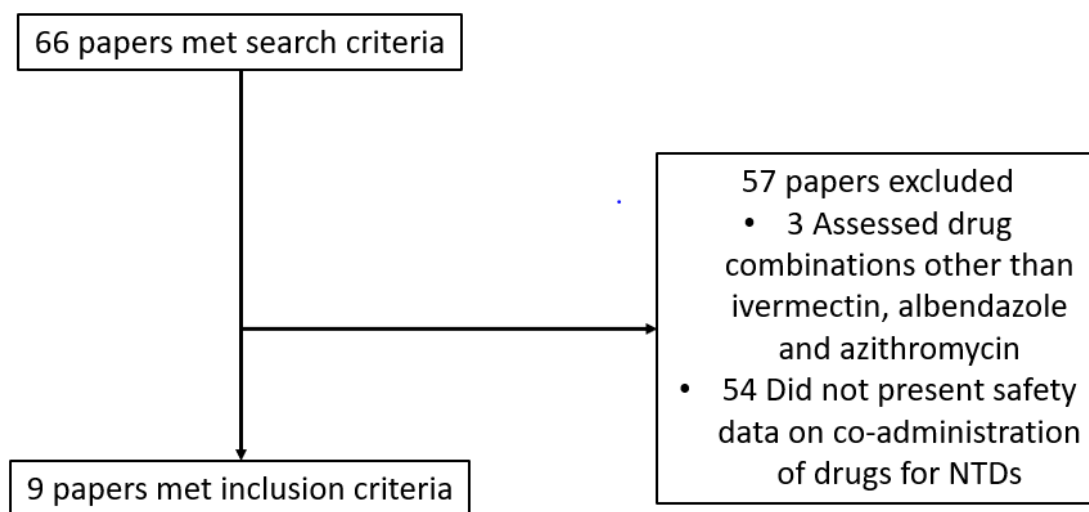 66 papers met search criteria
57 papers excluded
• 3 Assessed drug
combinations other than
ivermectin, albendazole
and azithromycin
• 54 Did not present safety
data on co-administration
of drugs for NTDs
9 papers met inclusion criteria